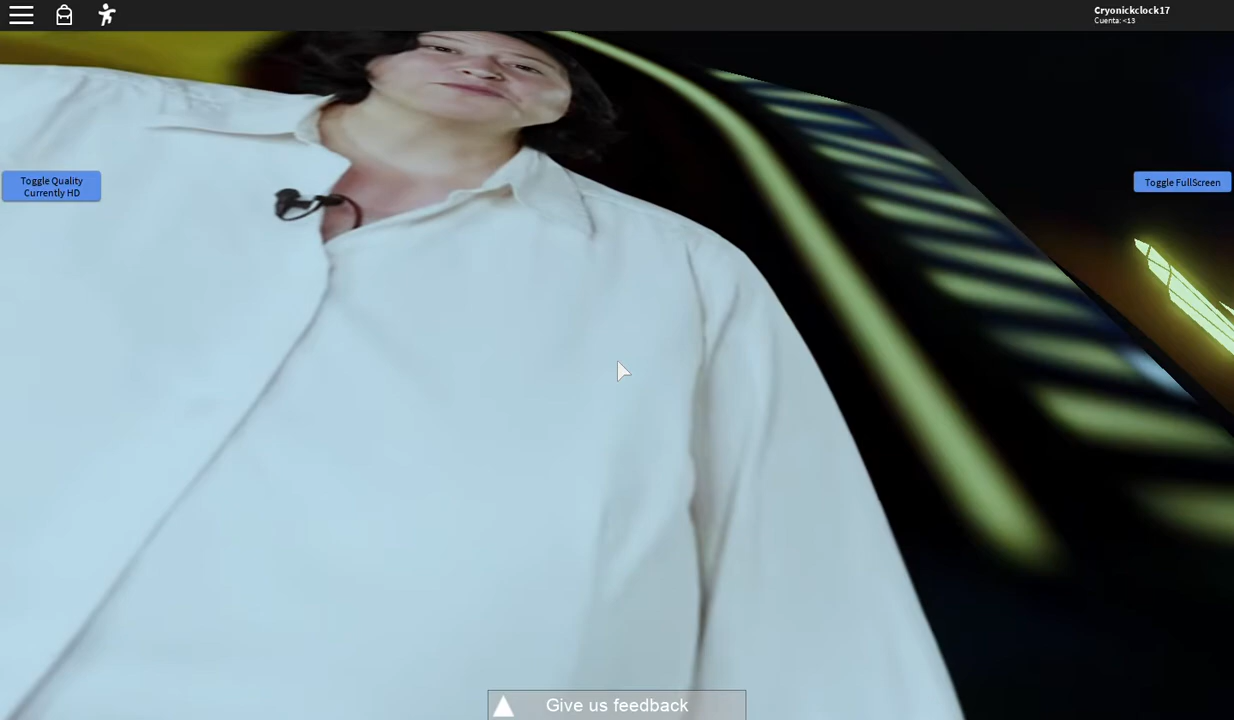 Cryonickclock17
Cuenta: <13
Toggle Quality
Currently HD
Toggle FullScreen
Give us feedback